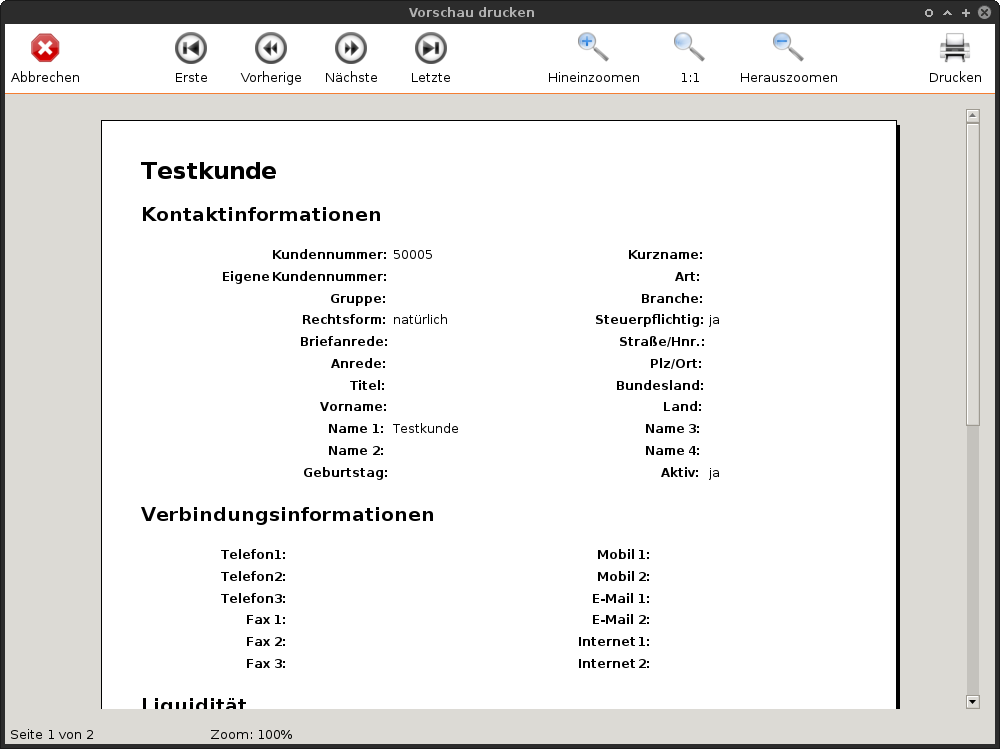 Vorschau drucken
Abbrechen Erste Vorherige Nächste Letzte Hineinzoomen 1:1 Herauszoomen Drucken
Testkunde
Kontaktinformationen
Kundennummer: 50005 Kurzname:
Eigene Kundennummer: Art:
Gruppe: Branche:
Rechtsform: natürlich Steuerpflichtig: ja
Briefanrede: Straße/Hnr.:
Anrede: Plz/Ort:
Titel: Bundesland:
Vorname: Land:
Name 1: Testkunde Name 3:
Name 2: Name 4:
Geburtstag: Aktiv: ja
Verbindungsinformationen
Telefon1: Mobil 1:
Telefon2: Mobil 2:
Telefon3: E-Mail 1:
Fax 1: E-Mail 2:
Fax 2: Internet 1:
Fax 3: Internet 2:
Liquidität
Seite 1 von 2 Zoom: 100%